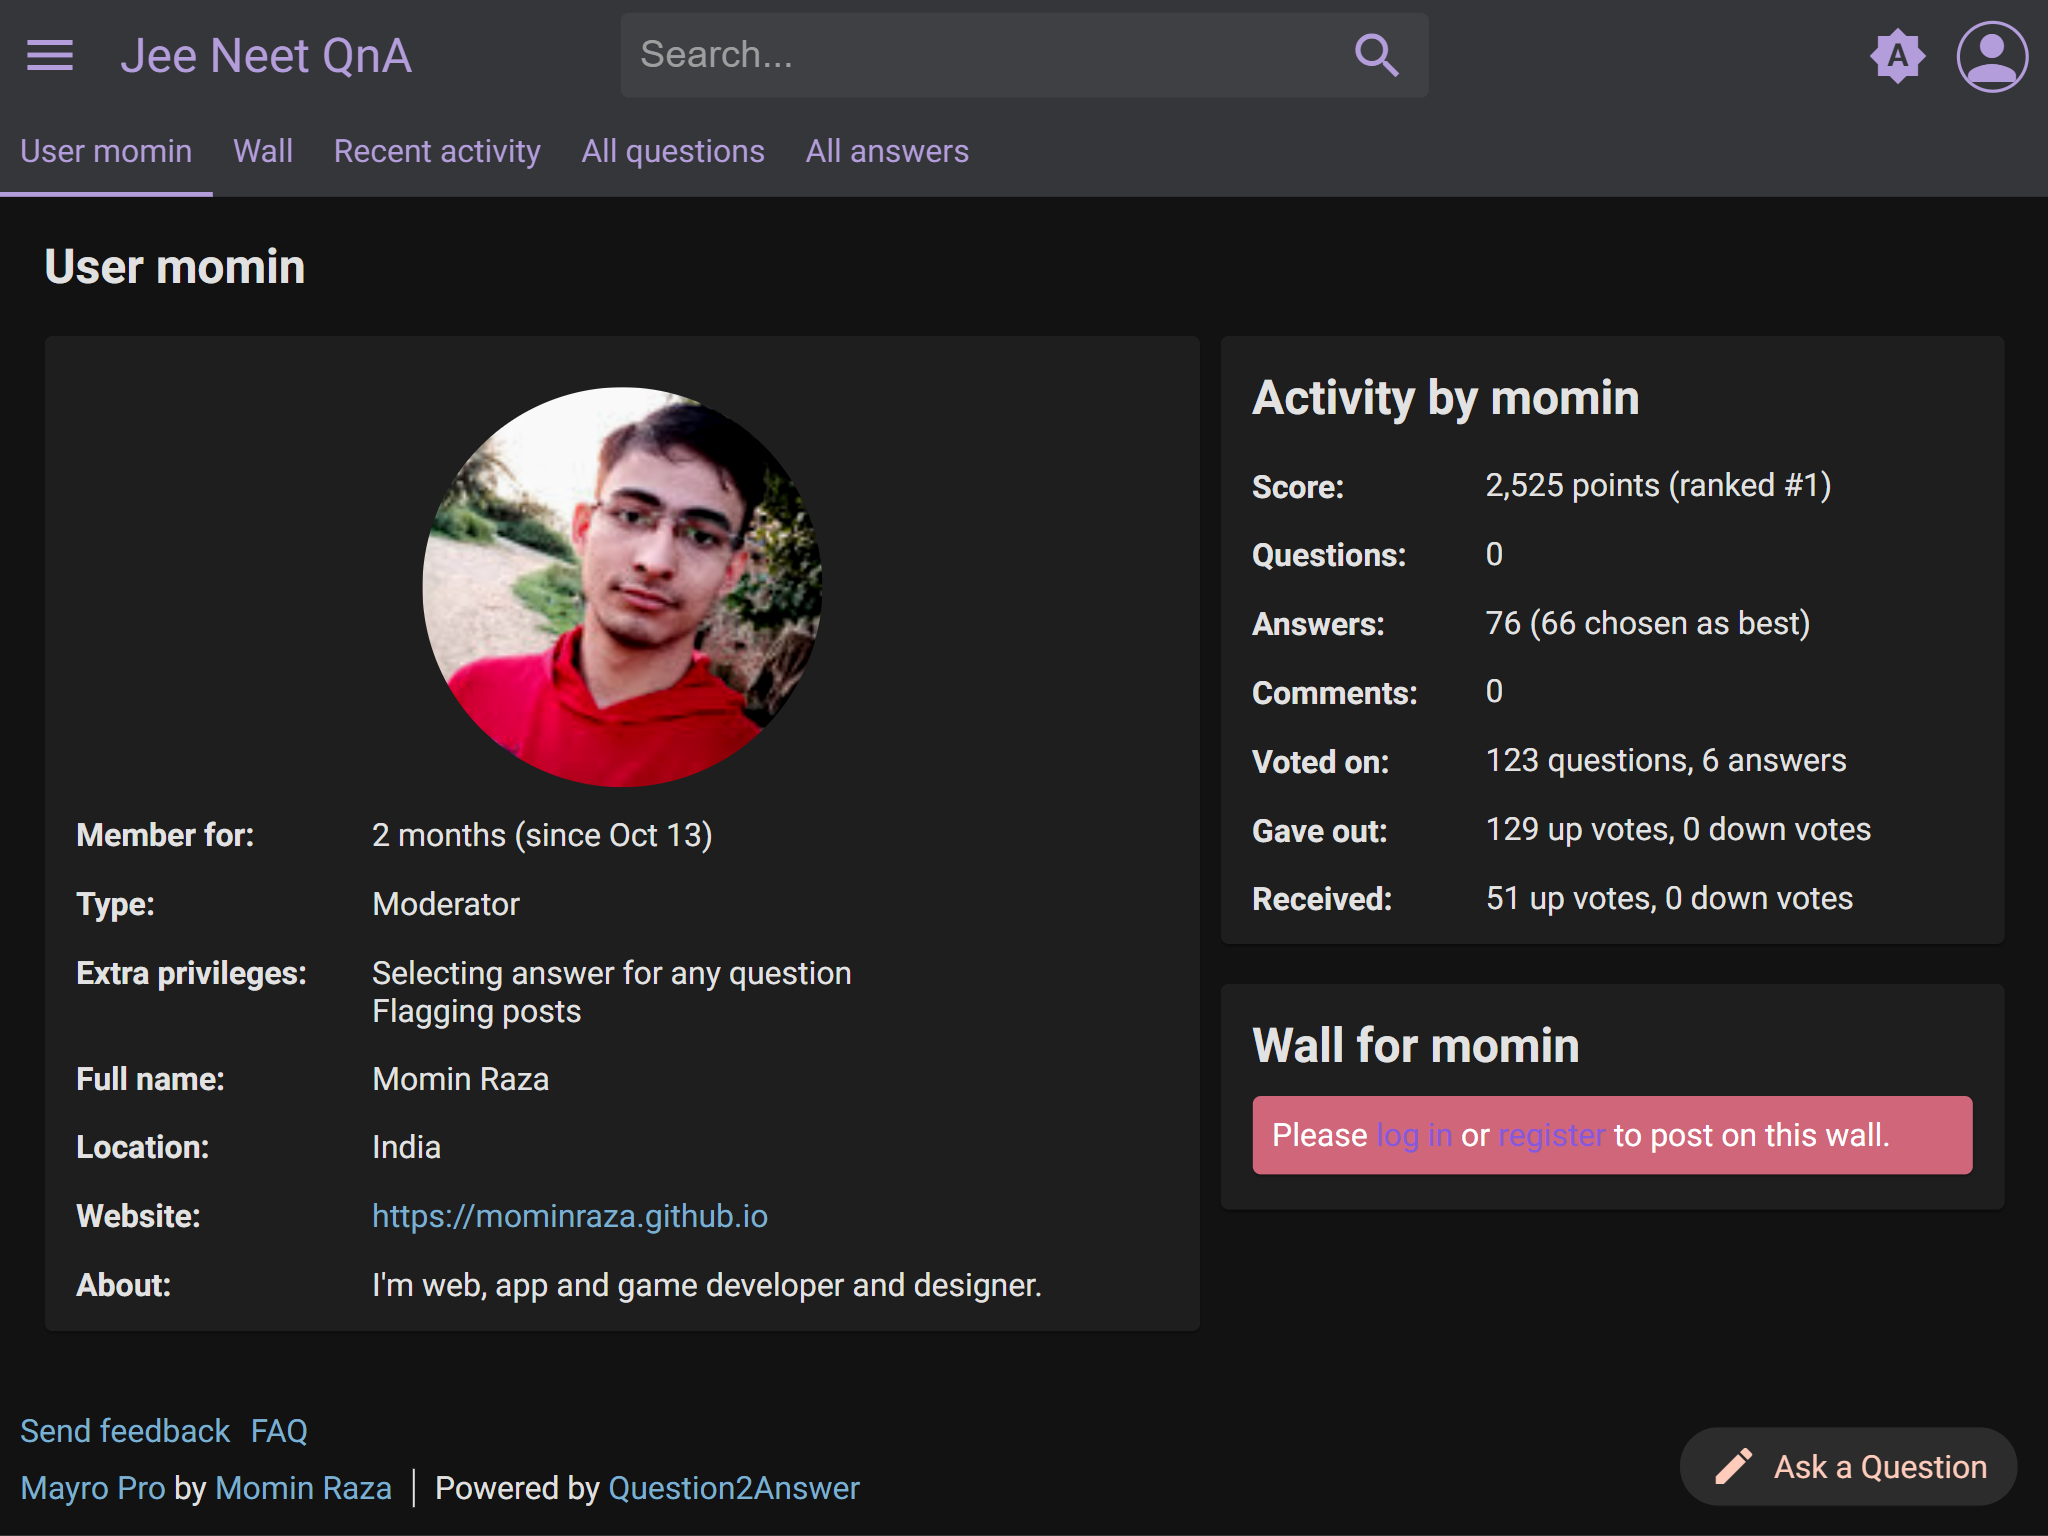 Jee Neet QnA
Search...
A
User momin Wall Recent activity All questions All answers
User momin
Member for: 2 months (since Oct 13)
Type: Moderator
Extra privileges: Selecting answer for any question
Flagging posts
Full name: Momin Raza
Location: India
Website: https://mominraza.github.io
About: I'm web, app and game developer and designer.
Activity by momin
Score: 2,525 points (ranked #1)
Questions: 0
Answers: 76 (66 chosen as best)
Comments: 0
Voted on: 123 questions, 6 answers
Gave out: 129 up votes, 0 down votes
Received: 51 up votes, 0 down votes
Wall for momin
Please log in or register to post on this wall.
Send feedback FAQ
Mayro Pro by Momin Raza | Powered by Question2Answer
Ask a Question